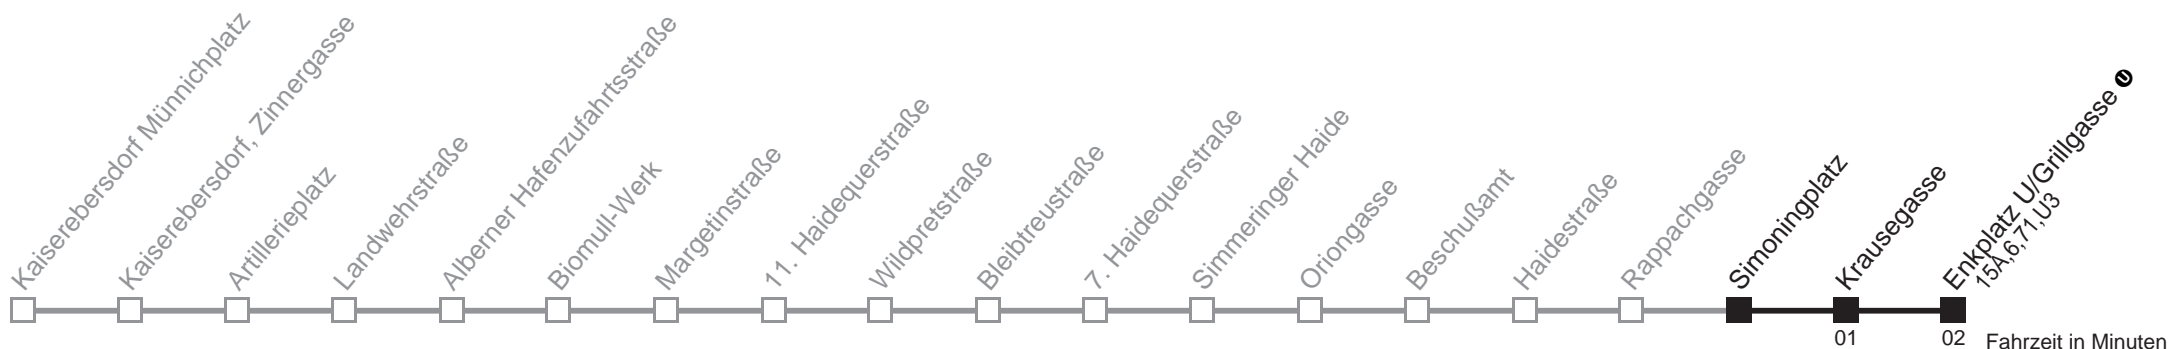 Kaiserebersdorf Münnichplatz
Kaiserebersdorf, Zinnergasse
Artillerieplatz
Landwehrstraße
Alberner Hafenzufahrtsstraße
Biomull-Werk
Margetinstraße
11. Haidequerstraße
Wildpretstraße
Bleibtreustraße
7. Haidequerstraße
Simmeringer Haide
Oriongasse
Beschußamt
Haidestraße
Rappachgasse
Simoningplatz
Krausegasse
Enkplatz U/Grillgasse U
15A,6,71,U3
01
02
Fahrzeit in Minuten